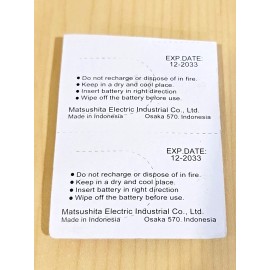 EXP.DATE:
12-2033
● Do not recharge or dispose of in fire.
● Keep in a dry and cool place.
● Insert battery in right direction
● Wipe off the battery before use.
Matsushita Electric Industrial Co., Ltd.
Made in Indonesia Osaka 570. Indonesia
EXP.DATE:
12-2033
● Do not recharge or dispose of in fire.
● Keep in a dry and cool place.
● Insert battery in right direction
● Wipe off the battery before use.
Matsushita Electric Industrial Co., Ltd.
Made in Indonesia Osaka 570. Indonesia